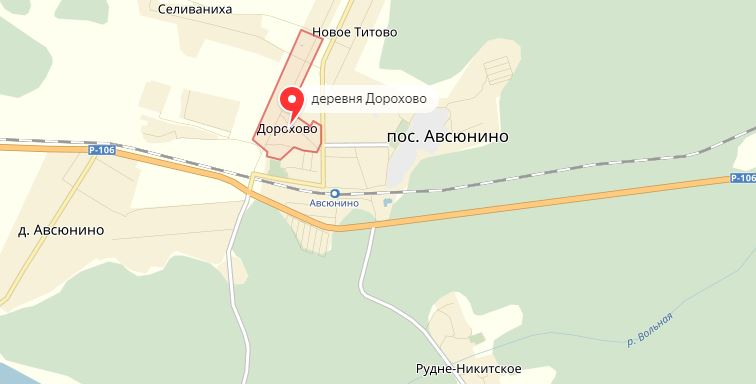 Селиваниха
Новое Титово
деревня Дорохово
Дорохово
пос. Авсюнино
Р-106
Р-106
Авсюнино
д. Авсюнино
р. Вольная
Рудне-Никитское